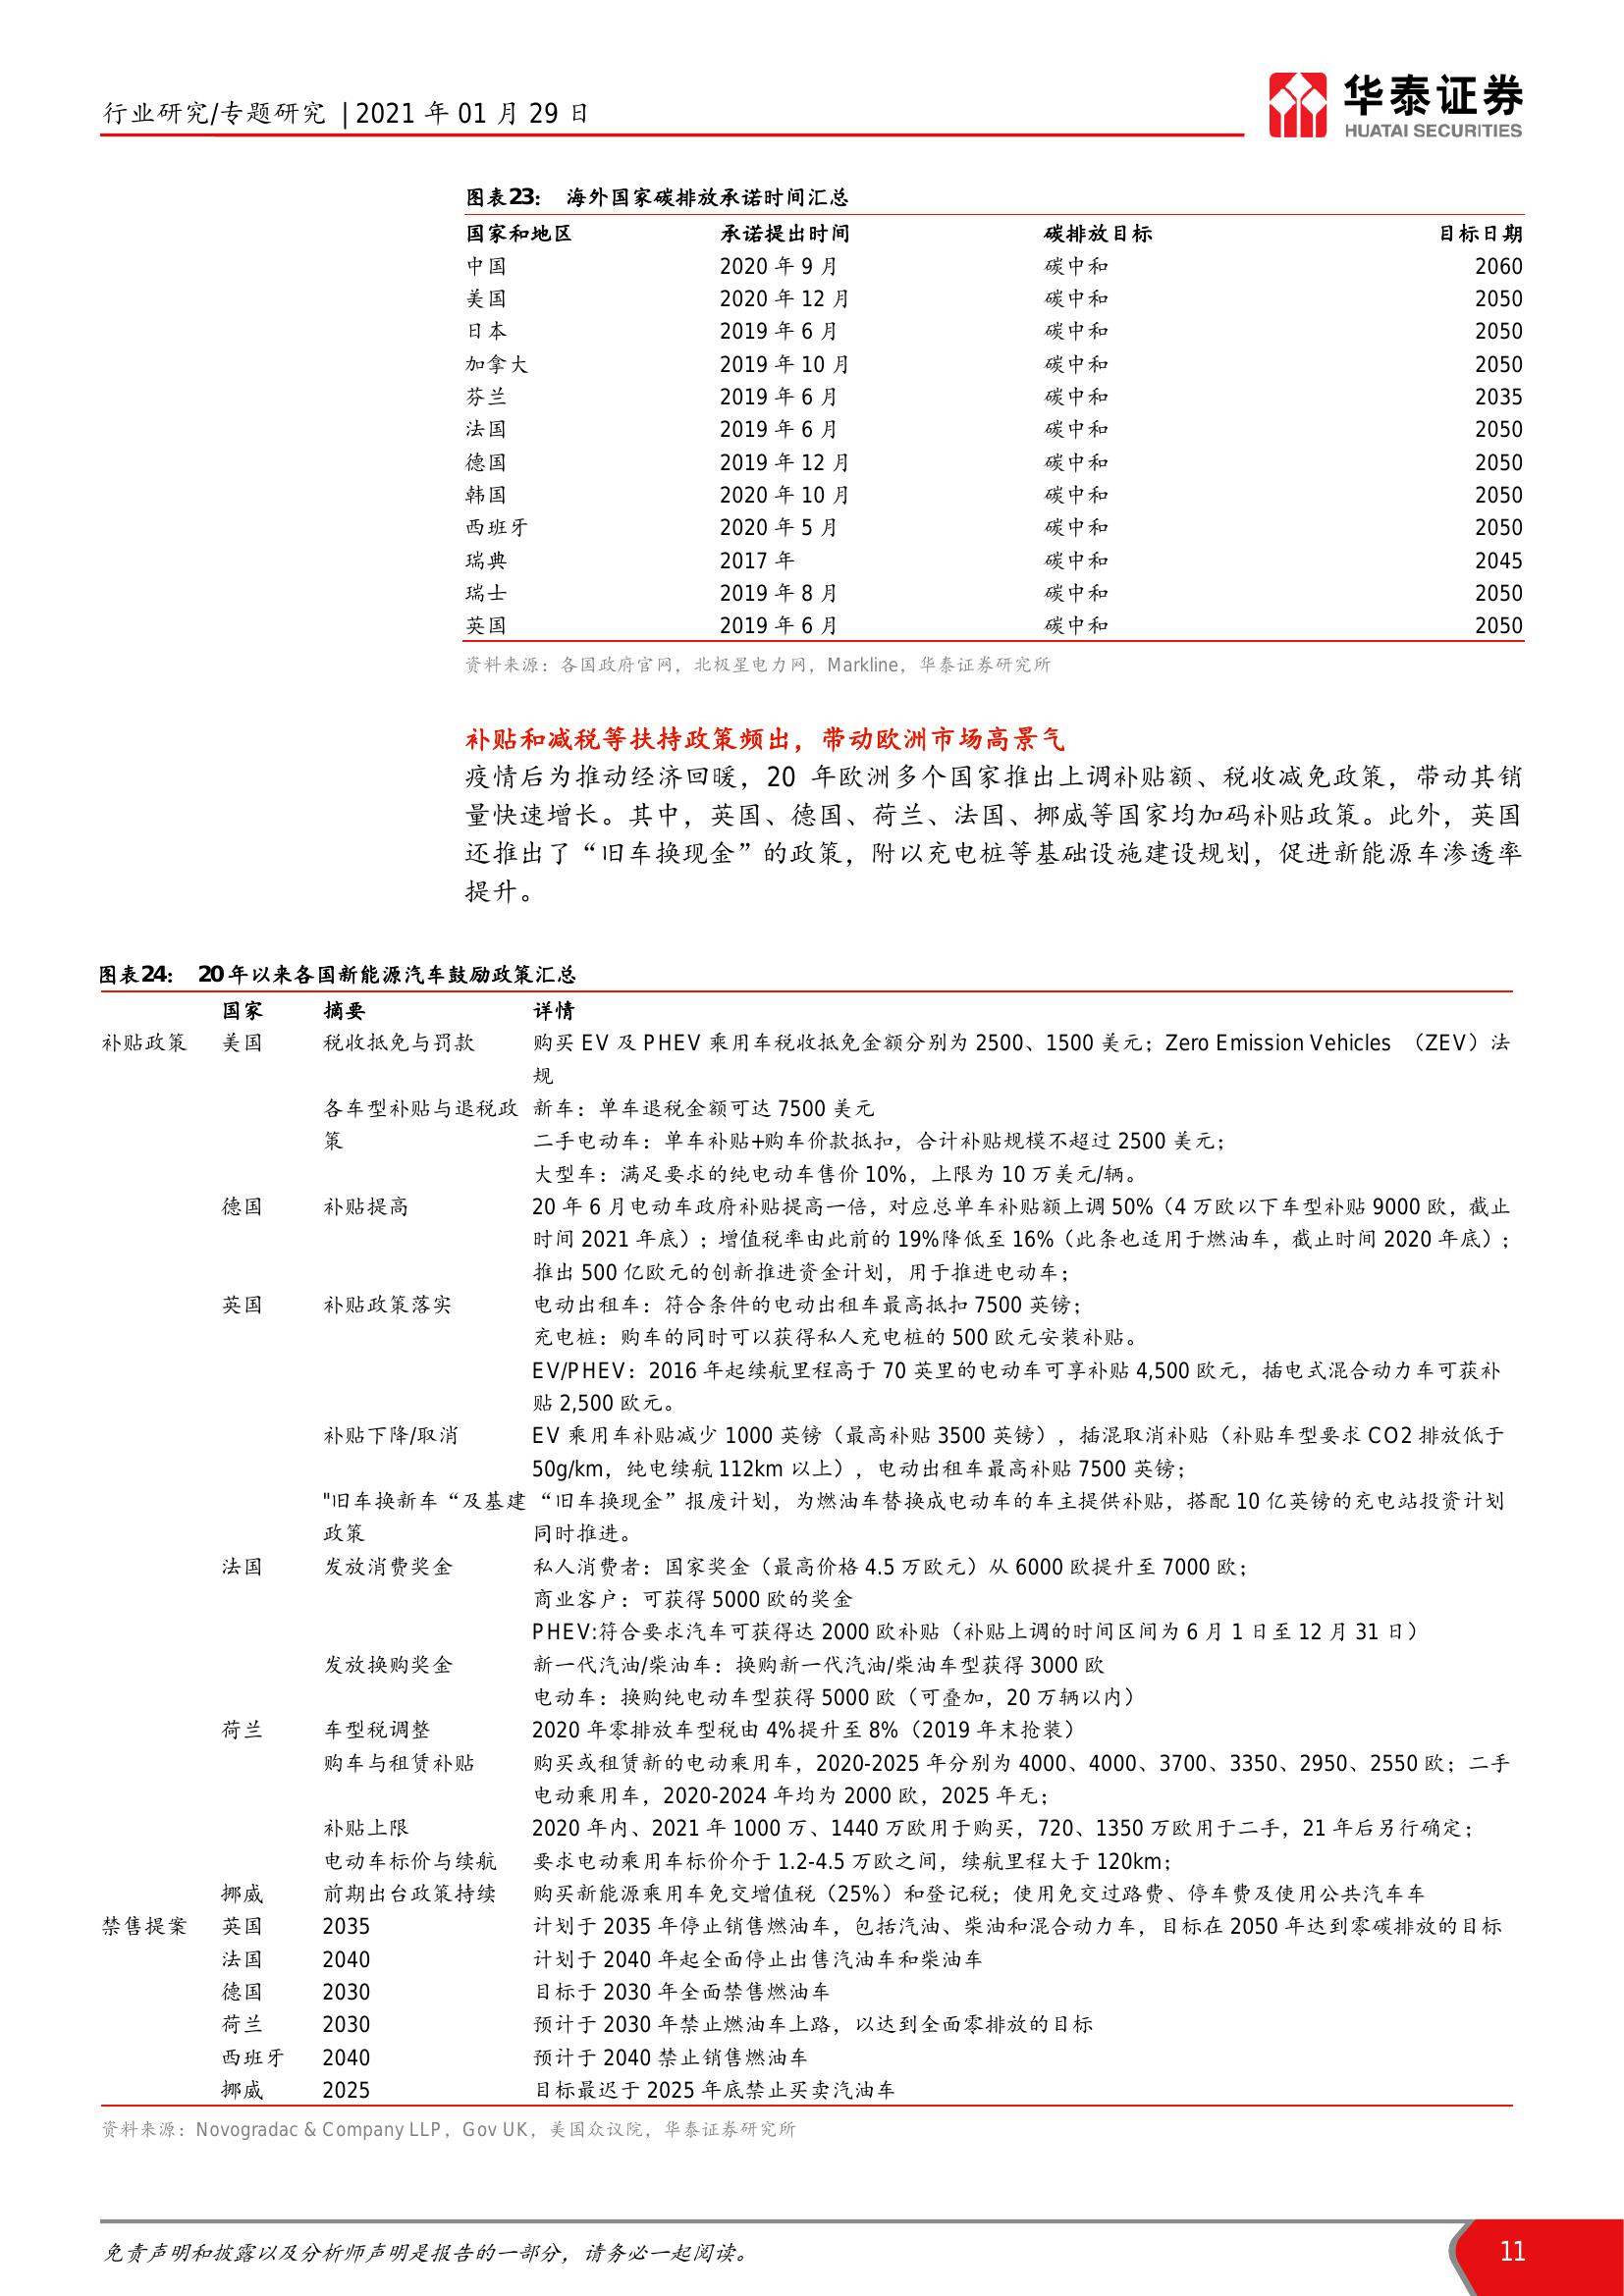 行业研究/专题研究 | 2021 年 01 月 29 日
华泰证券
HUATAI SECURITIES
图表23： 海外国家碳排放承诺时间汇总
国家和地区 承诺提出时间 碳排放目标 目标日期
中国 2020 年 9 月 碳中和 2060
美国 2020 年 12 月 碳中和 2050
日本 2019 年 6 月 碳中和 2050
加拿大 2019 年 10 月 碳中和 2050
芬兰 2019 年 6 月 碳中和 2035
法国 2019 年 6 月 碳中和 2050
德国 2019 年 12 月 碳中和 2050
韩国 2020 年 10 月 碳中和 2050
西班牙 2020 年 5 月 碳中和 2050
瑞典 2017 年 碳中和 2045
瑞士 2019 年 8 月 碳中和 2050
英国 2019 年 6 月 碳中和 2050
资料来源：各国政府官网，北极星电力网，Markline，华泰证券研究所
补贴和减税等扶持政策频出，带动欧洲市场高景气
疫情后为推动经济回暖，20 年欧洲多个国家推出上调补贴额、税收减免政策，带动其销
量快速增长。其中，英国、德国、荷兰、法国、挪威等国家均加码补贴政策。此外，英国
还推出了“旧车换现金”的政策，附以充电桩等基础设施建设规划，促进新能源车渗透率
提升。
图表24： 20 年以来各国新能源汽车鼓励政策汇总
国家 摘要 详情
补贴政策 美国 税收抵免与罚款 购买 EV 及 PHEV 乘用车税收抵免金额分别为 2500、1500 美元；Zero Emission Vehicles （ZEV）法
规
各车型补贴与退税政 新车：单车退税金额可达 7500 美元
策 二手电动车：单车补贴+购车价款抵扣，合计补贴规模不超过 2500 美元；
大型车：满足要求的纯电动车售价 10%，上限为 10 万美元/辆。
德国 补贴提高 20 年 6 月电动车政府补贴提高一倍，对应总单车补贴额上调 50%（4 万欧以下车型补贴 9000 欧，截止
时间 2021 年底）；增值税率由此前的 19%降低至 16%（此条也适用于燃油车，截止时间 2020 年底）；
推出 500 亿欧元的创新推进资金计划，用于推进电动车；
英国 补贴政策落实 电动出租车：符合条件的电动出租车最高抵扣 7500 英镑；
充电桩：购车的同时可以获得私人充电桩的 500 欧元安装补贴。
EV/PHEV：2016 年起续航里程高于 70 英里的电动车可享补贴 4,500 欧元，插电式混合动力车可获补
贴 2,500 欧元。
补贴下降/取消 EV 乘用车补贴减少 1000 英镑（最高补贴 3500 英镑），插混取消补贴（补贴车型要求 CO2 排放低于
50g/km，纯电续航 112km 以上），电动出租车最高补贴 7500 英镑；
"旧车换新车“及基建 “旧车换现金”报废计划，为燃油车替换成电动车的车主提供补贴，搭配 10 亿英镑的充电站投资计划
政策 同时推进。
法国 发放消费奖金 私人消费者：国家奖金（最高价格 4.5 万欧元）从 6000 欧提升至 7000 欧；
商业客户：可获得 5000 欧的奖金
PHEV:符合要求汽车可获得达 2000 欧补贴（补贴上调的时间区间为 6 月 1 日至 12 月 31 日）
发放换购奖金 新一代汽油/柴油车：换购新一代汽油/柴油车型获得 3000 欧
电动车：换购纯电动车型获得 5000 欧（可叠加，20 万辆以内）
荷兰 车型税调整 2020 年零排放车型税由 4%提升至 8%（2019 年末抢装）
购车与租赁补贴 购买或租赁新的电动乘用车，2020-2025 年分别为 4000、4000、3700、3350、2950、2550 欧；二手
电动乘用车，2020-2024 年均为 2000 欧，2025 年无；
补贴上限 2020 年内、2021 年 1000 万、1440 万欧用于购买，720、1350 万欧用于二手，21 年后另行确定；
电动车标价与续航 要求电动乘用车标价介于 1.2-4.5 万欧之间，续航里程大于 120km；
挪威 前期出台政策持续 购买新能源乘用车免交增值税（25%）和登记税；使用免交过路费、停车费及使用公共汽车车
禁售提案 英国 2035 计划于 2035 年停止销售燃油车，包括汽油、柴油和混合动力车，目标在 2050 年达到零碳排放的目标
法国 2040 计划于 2040 年起全面停止出售汽油车和柴油车
德国 2030 目标于 2030 年全面禁售燃油车
荷兰 2030 预计于 2030 年禁止燃油车上路，以达到全面零排放的目标
西班牙 2040 预计于 2040 禁止销售燃油车
挪威 2025 目标最迟于 2025 年底禁止买卖汽油车
资料来源：Novogradac & Company LLP，Gov UK，美国众议院，华泰证券研究所
免责声明和披露以及分析师声明是报告的一部分，请务必一起阅读。
11